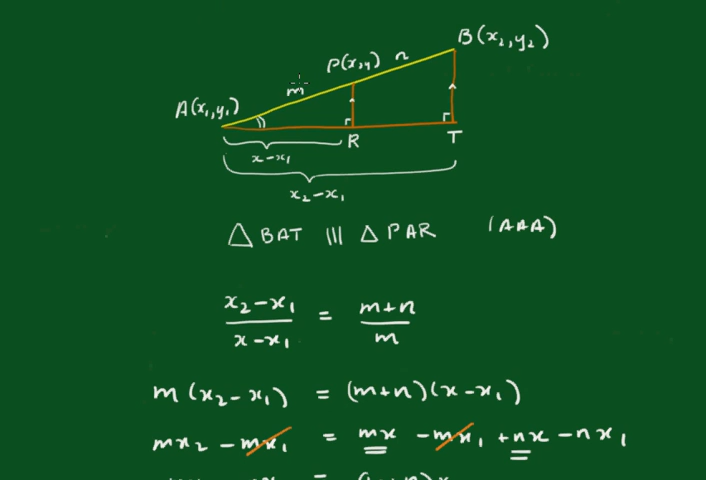 B(x₂,y₂)
P(x,y) n
m
A(x₁,y₁)
R T
x-x₁
x₂-x₁
△ BAT ||| △ PAR (AAA)
x₂-x₁ / x-x₁ = m+n / m
m(x₂-x₁) = (m+n)(x-x₁)
mx₂ - mx₁ = mx - mx₁ + nx - nx₁